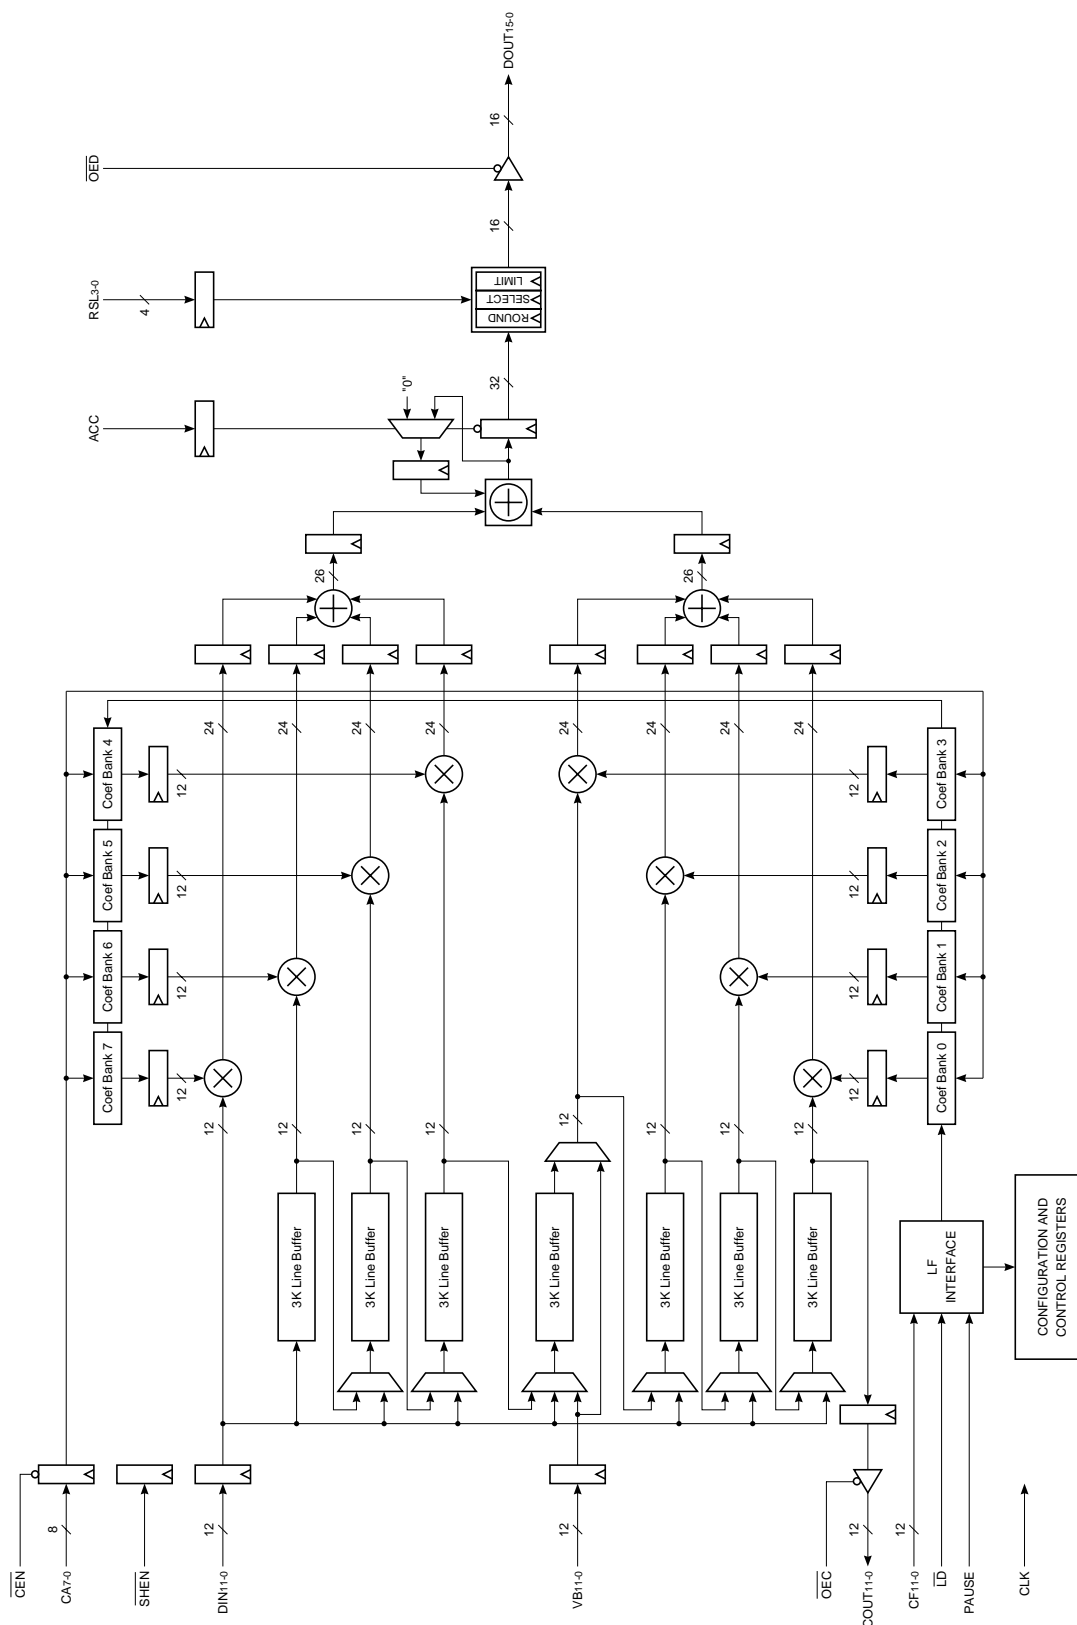 DOUT15-0
16
OED
16
RSL3-0
4
LIMIT
SELECT
ROUND
32
"0"
ACC
26
26
24
24
24
24
24
24
24
24
Coef Bank 4
12
12
Coef Bank 3
Coef Bank 5
12
12
Coef Bank 2
Coef Bank 6
12
12
Coef Bank 1
Coef Bank 7
12
12
Coef Bank 0
12
12
12
12
12
12
12
12
3K Line Buffer
3K Line Buffer
3K Line Buffer
3K Line Buffer
3K Line Buffer
3K Line Buffer
3K Line Buffer
LF
INTERFACE
CONFIGURATION AND
CONTROL REGISTERS
8
12
12
12
12
CEN
CA7-0
SHEN
DIN11-0
VB11-0
OEC
COUT11-0
CF11-0
LD
PAUSE
CLK